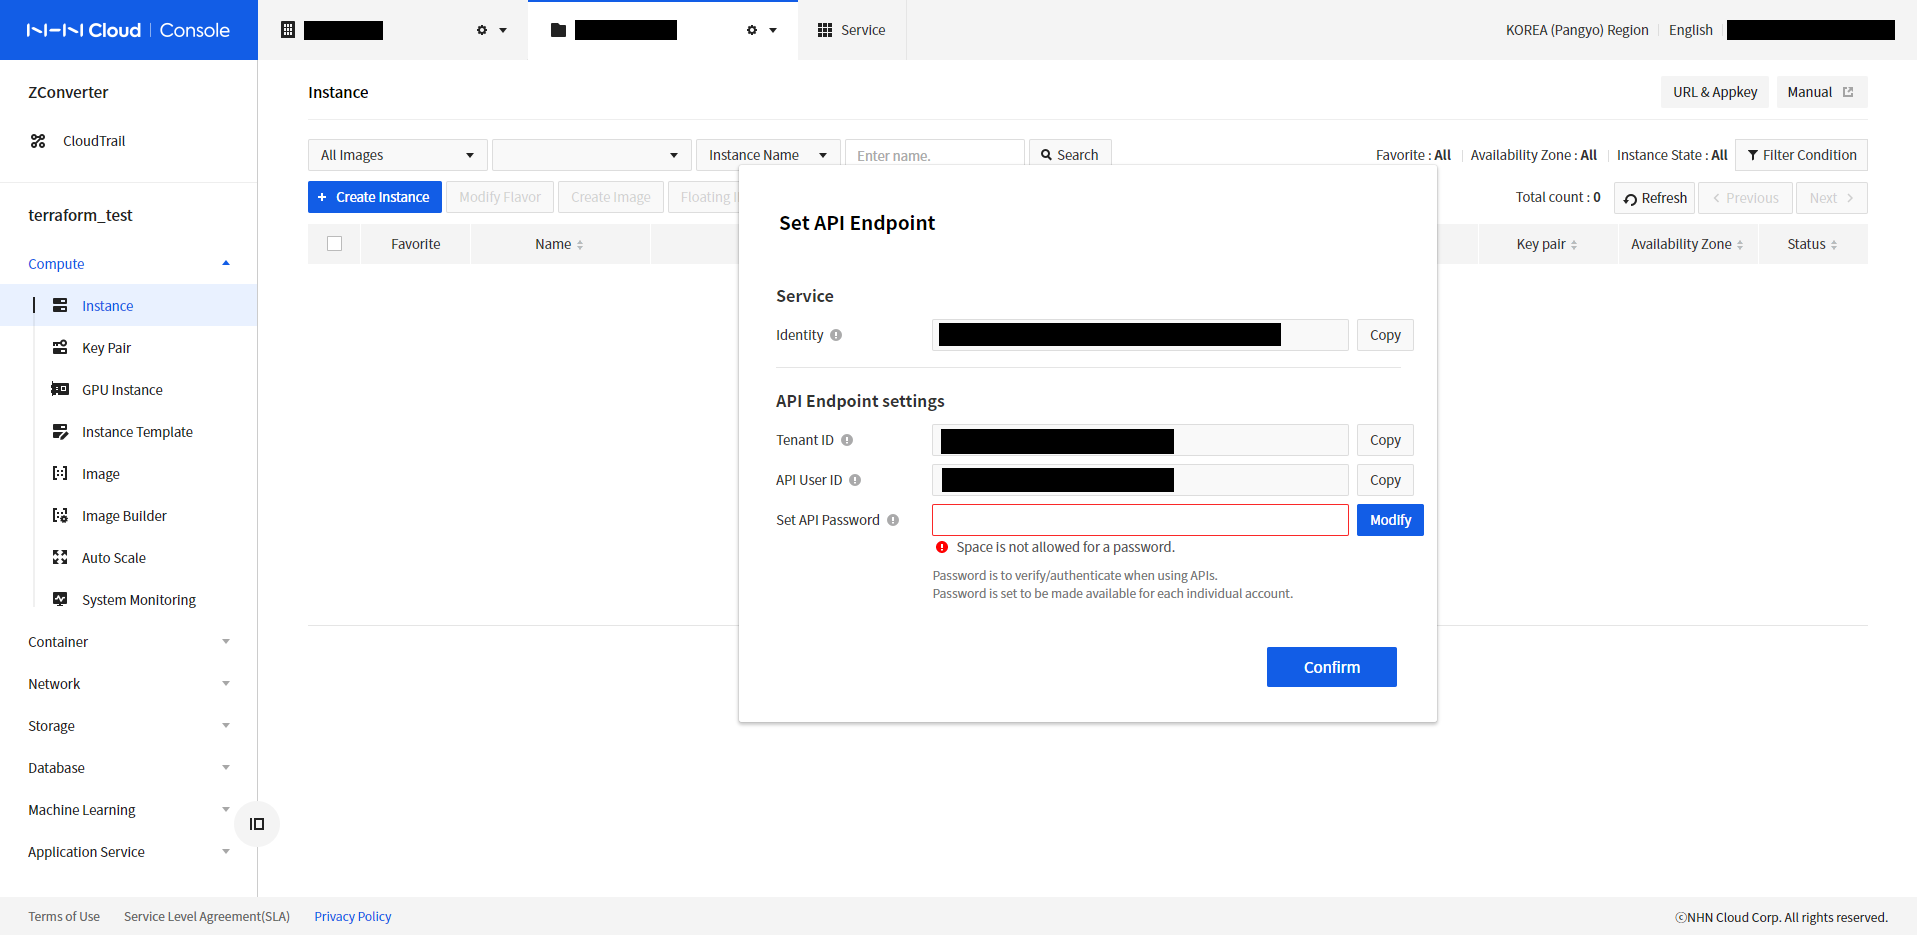 NHN Cloud | Console
Service
KOREA (Pangyo) Region
English
ZConverter
CloudTrail
terraform_test
Compute
Instance
Key Pair
GPU Instance
Instance Template
Image
Image Builder
Auto Scale
System Monitoring
Container
Network
Storage
Database
Machine Learning
Application Service
Instance
URL & Appkey
Manual
All Images
Instance Name
Enter name.
Search
Favorite : All
Availability Zone : All
Instance State : All
Filter Condition
+ Create Instance
Modify Flavor
Create Image
Floating
Total count : 0
Refresh
< Previous
Next >
Favorite
Name
Key pair
Availability Zone
Status
Set API Endpoint
Service
Identity
Copy
API Endpoint settings
Tenant ID
Copy
API User ID
Copy
Set API Password
Modify
Space is not allowed for a password.
Password is to verify/authenticate when using APIs.
Password is set to be made available for each individual account.
Confirm
Terms of Use
Service Level Agreement(SLA)
Privacy Policy
ⓒNHN Cloud Corp. All rights reserved.